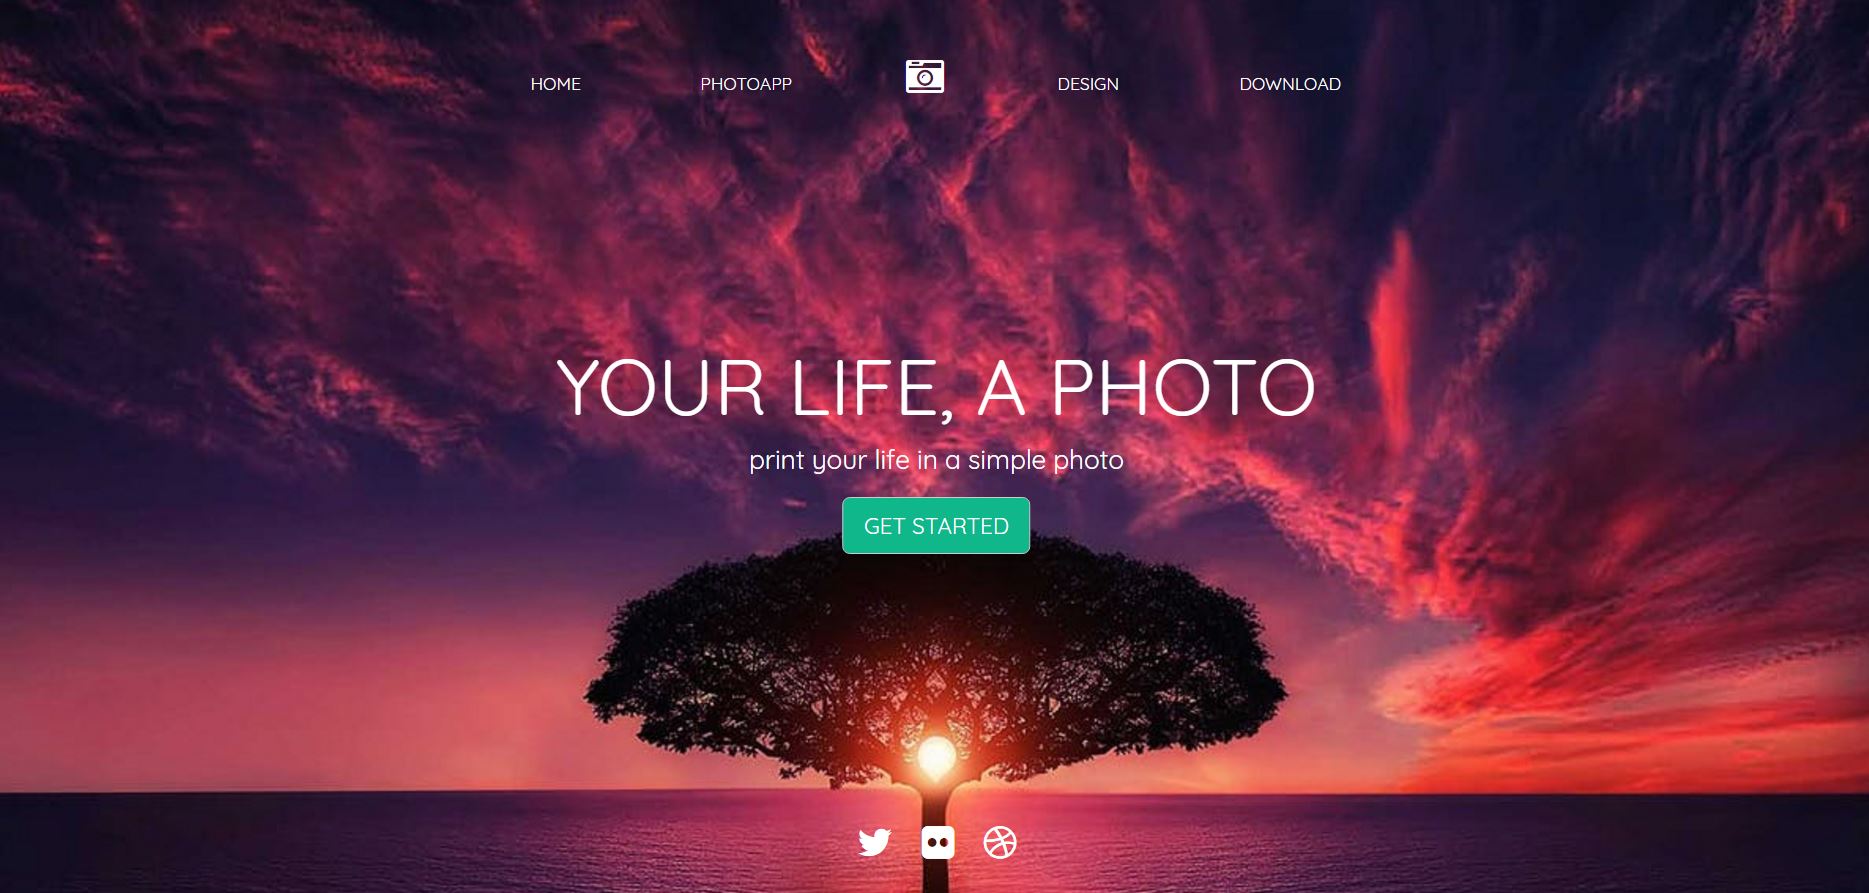 HOME PHOTOAPP DESIGN DOWNLOAD
YOUR LIFE, A PHOTO
print your life in a simple photo
GET STARTED